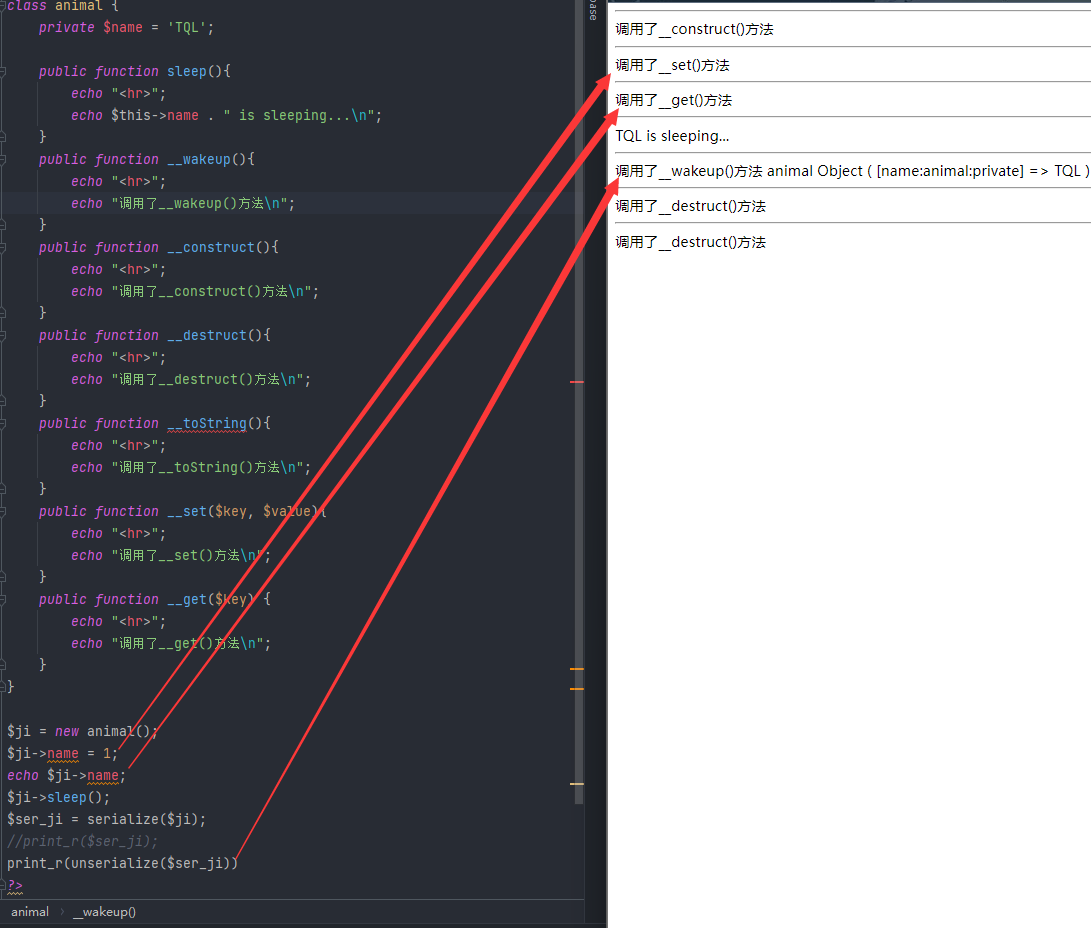 class animal {
    private $name = 'TQL';

    public function sleep(){
        echo "<hr>";
        echo $this->name . " is sleeping...\n";
    }
    public function __wakeup(){
        echo "<hr>";
        echo "调用了__wakeup()方法\n";
    }
    public function __construct(){
        echo "<hr>";
        echo "调用了__construct()方法\n";
    }
    public function __destruct(){
        echo "<hr>";
        echo "调用了__destruct()方法\n";
    }
    public function __toString(){
        echo "<hr>";
        echo "调用了__toString()方法\n";
    }
    public function __set($key, $value){
        echo "<hr>";
        echo "调用了__set()方法\n";
    }
    public function __get($key) {
        echo "<hr>";
        echo "调用了__get()方法\n";
    }
}

$ji = new animal();
$ji->name = 1;
echo $ji->name;
$ji->sleep();
$ser_ji = serialize($ji);
//print_r($ser_ji);
print_r(unserialize($ser_ji))
?>
animal › __wakeup()
base
调用了__construct()方法
调用了__set()方法
调用了__get()方法
TQL is sleeping...
调用了__wakeup()方法 animal Object ( [name:animal:private] => TQL )
调用了__destruct()方法
调用了__destruct()方法